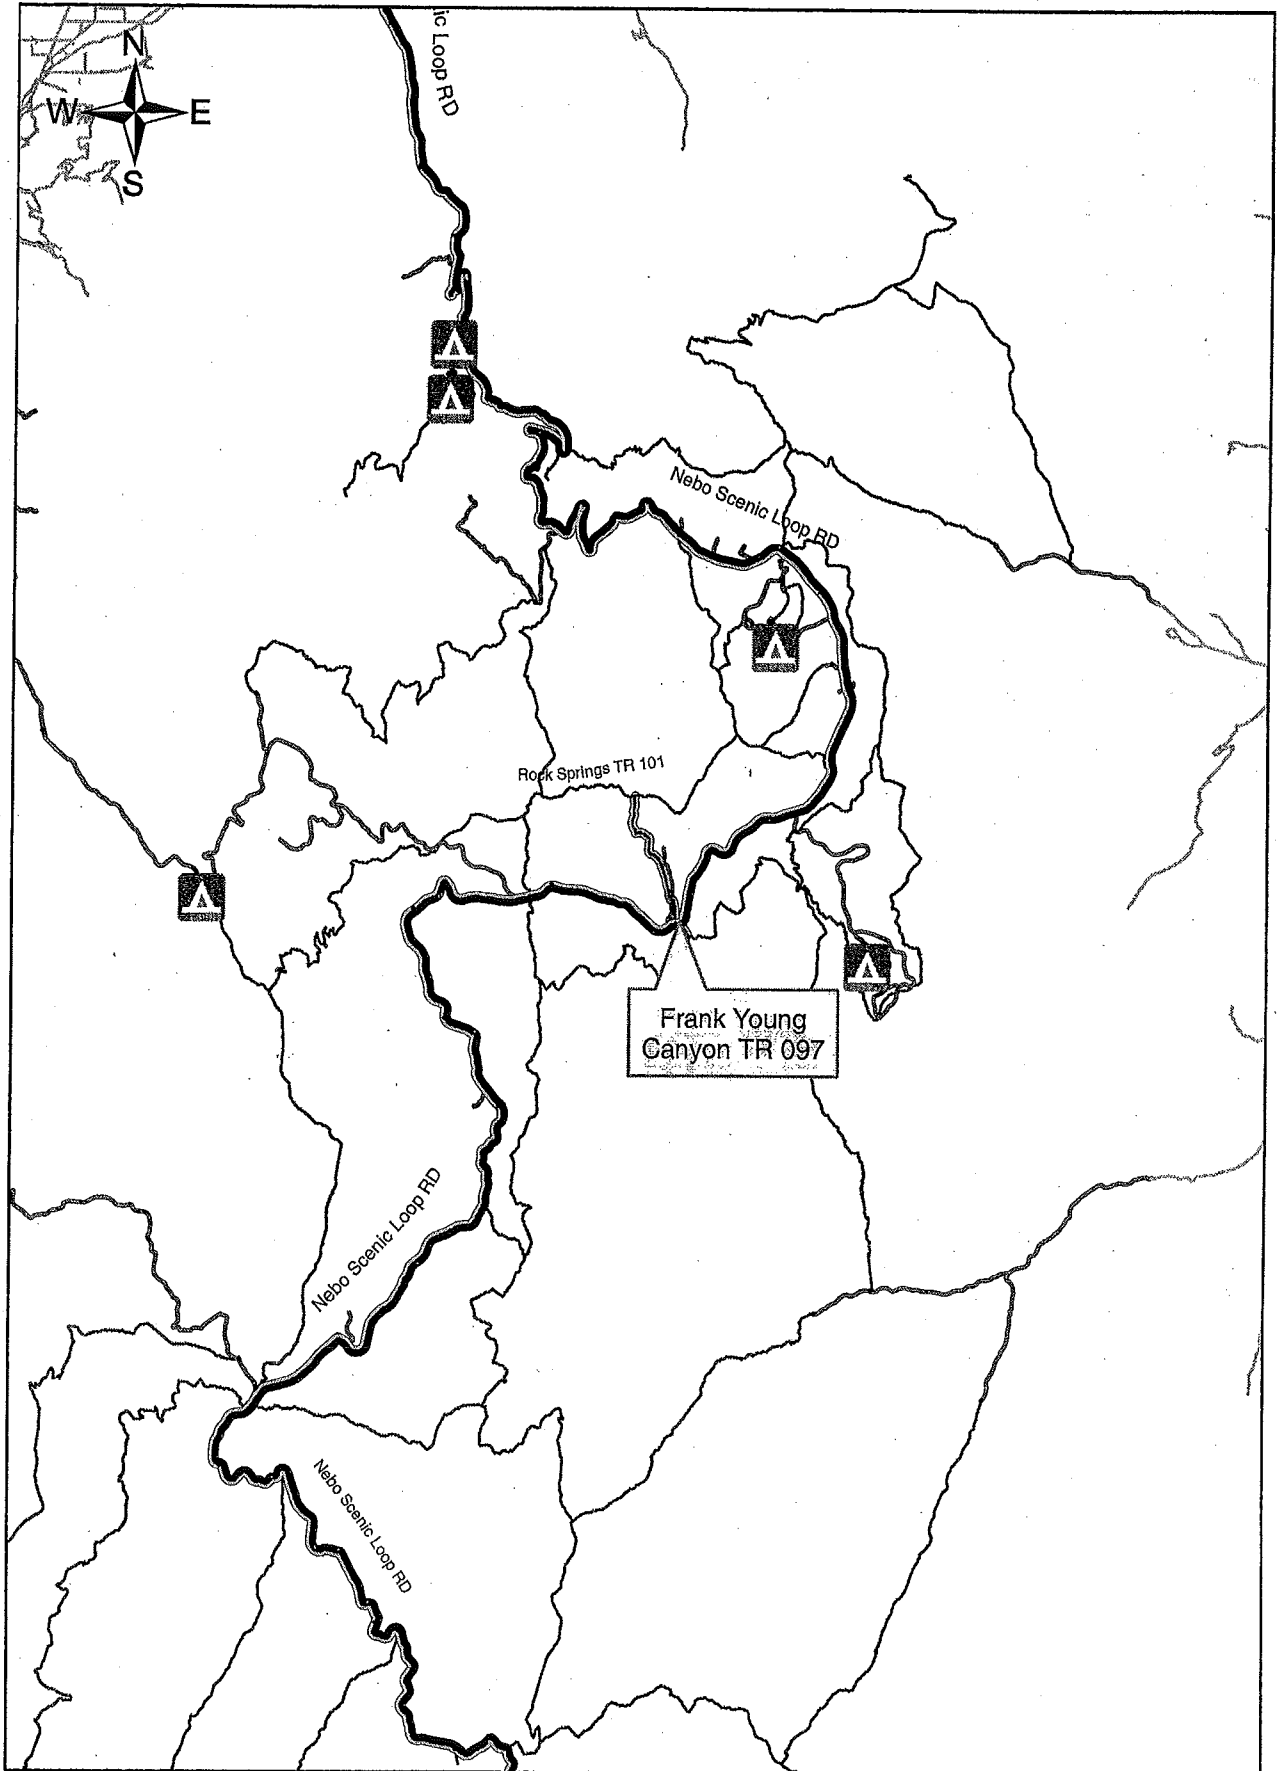 ic Loop RD
N
W E
S
Nebo Scenic Loop RD
Rock Springs TR 101
Frank Young
Canyon TR 097
Nebo Scenic Loop RD
Nebo Scenic Loop RD